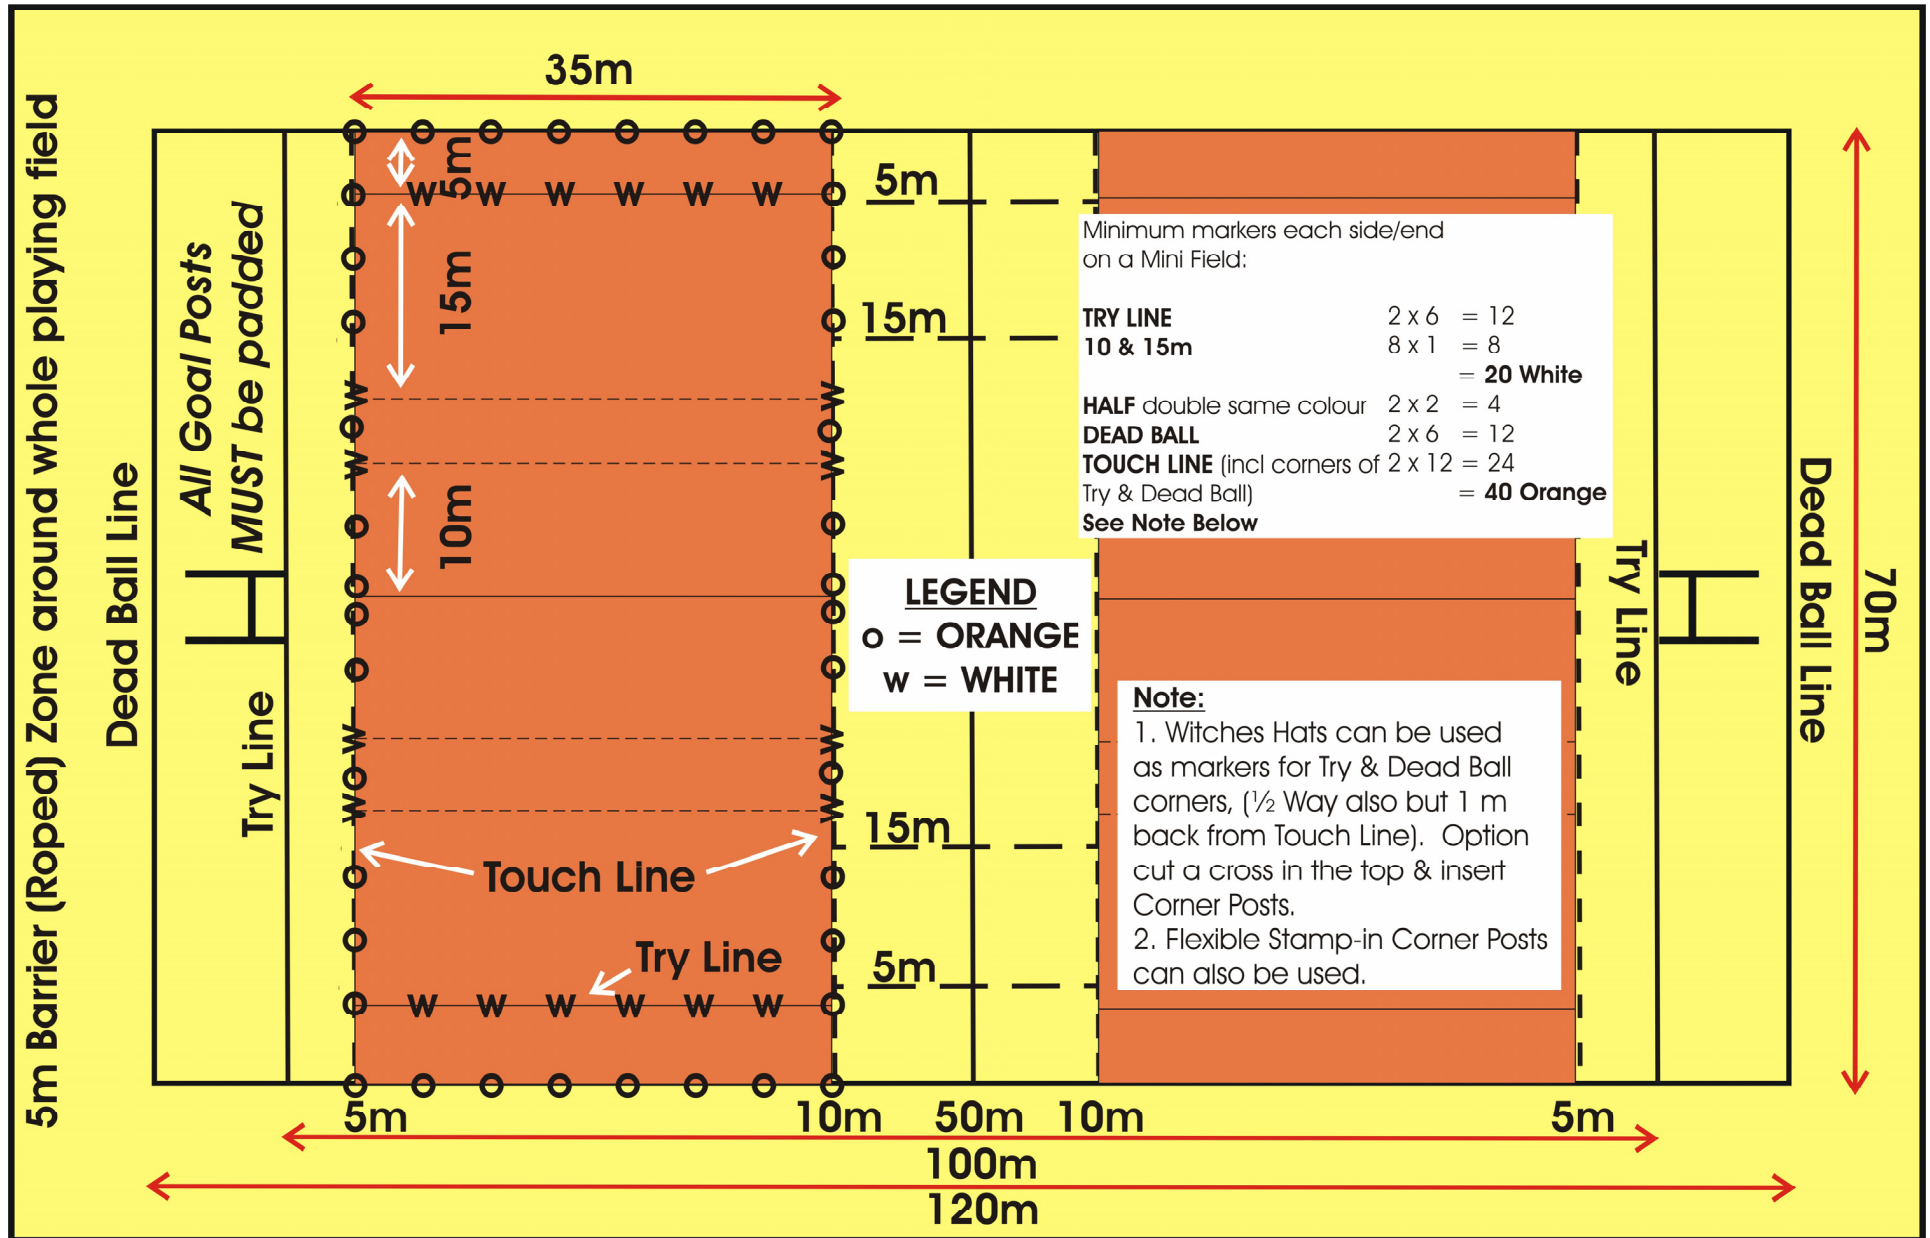 35m
5m Barrier (Roped) Zone around whole playing field
Dead Ball Line
All Goal Posts
MUST be padded
Try Line
5m
W W W W W W
15m
W W
W W
10m
W W
W W
Touch Line
Try Line
W W W W W W
5m
15m
15m
5m
LEGEND
o = ORANGE
w = WHITE
Minimum markers each side/end
on a Mini Field:
TRY LINE 2 x 6 = 12
10 & 15m 8 x 1 = 8
= 20 White
HALF double same colour 2 x 2 = 4
DEAD BALL 2 x 6 = 12
TOUCH LINE (incl corners of 2 x 12 = 24
Try & Dead Ball) = 40 Orange
See Note Below
Note:
1. Witches Hats can be used
as markers for Try & Dead Ball
corners, (½ Way also but 1 m
back from Touch Line). Option
cut a cross in the top & insert
Corner Posts.
2. Flexible Stamp-in Corner Posts
can also be used.
Try Line
Dead Ball Line
70m
5m 10m 50m 10m 5m
100m
120m